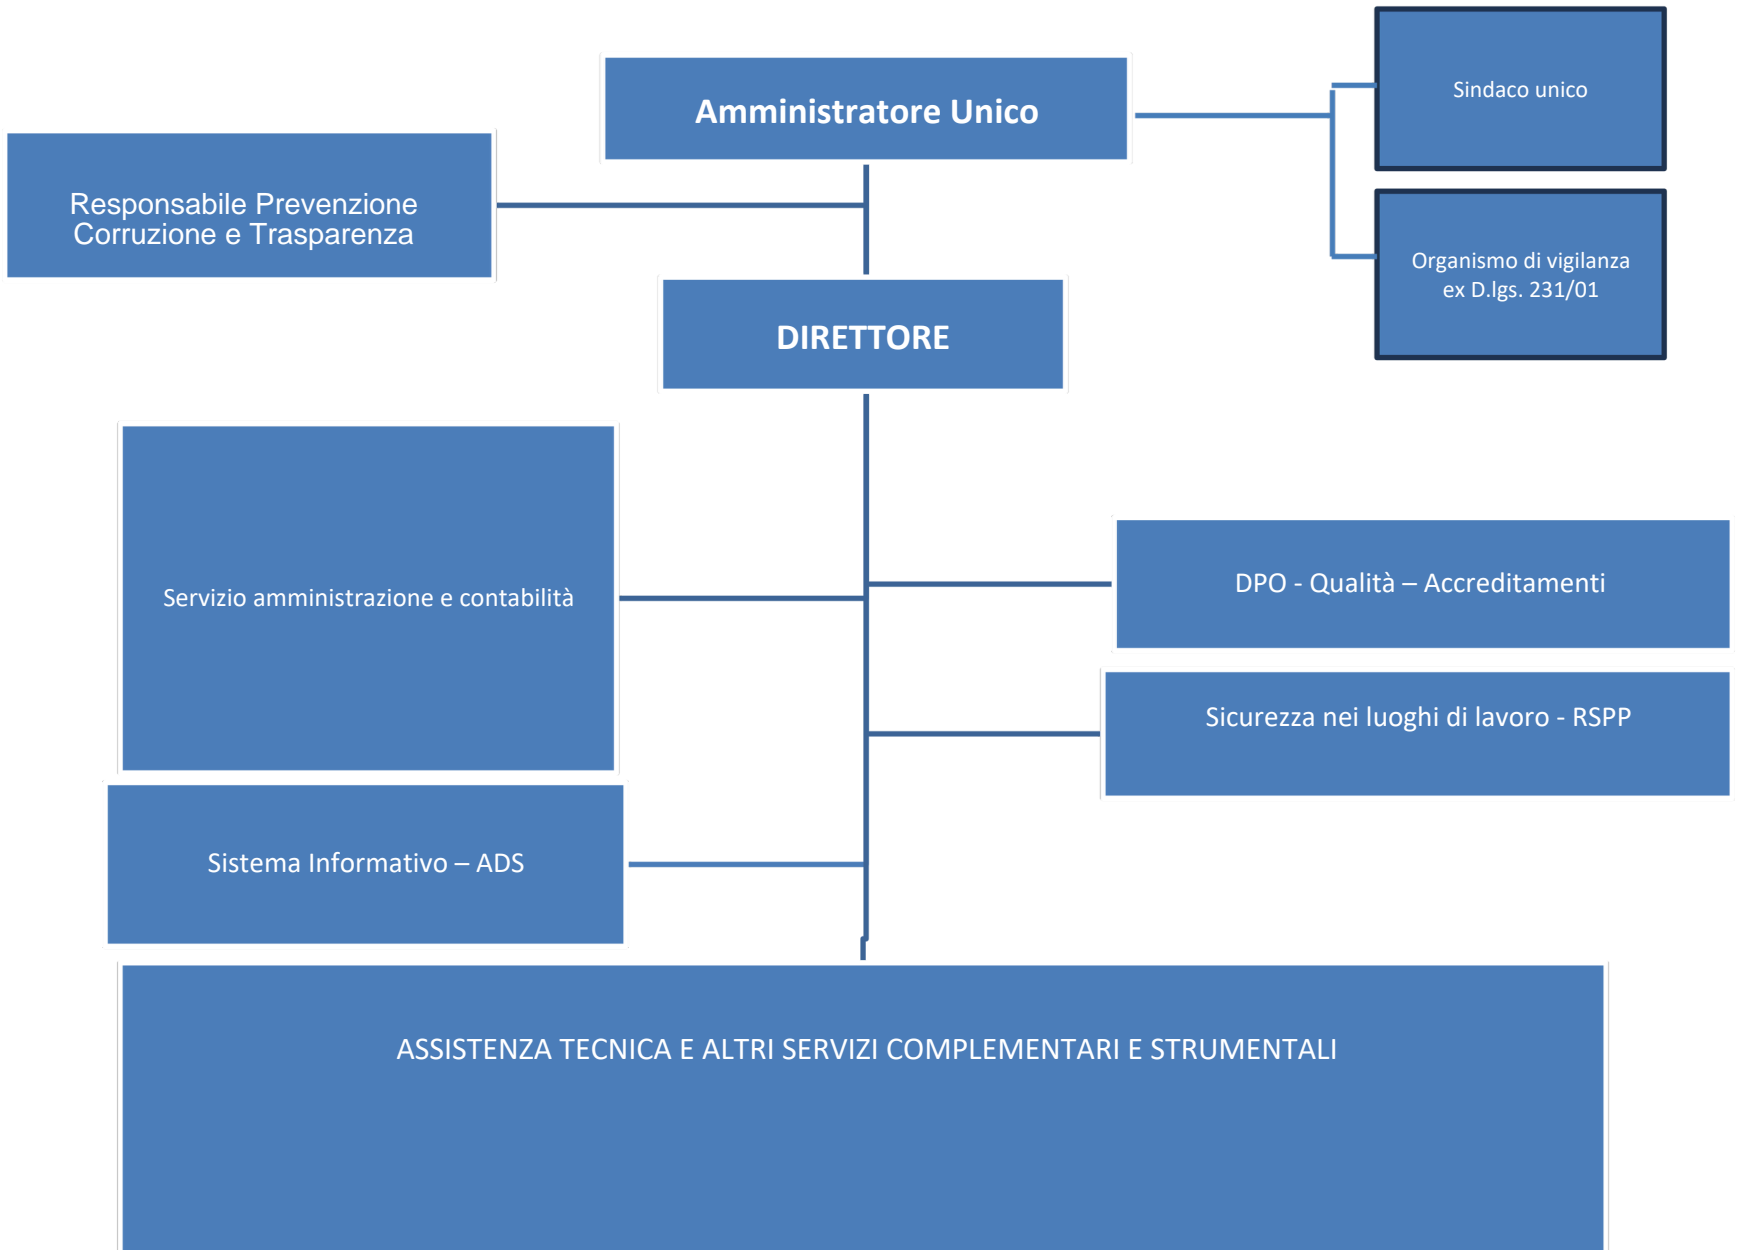 Sindaco unico
Amministratore Unico
Responsabile Prevenzione
Corruzione e Trasparenza
Organismo di vigilanza
ex D.lgs. 231/01
DIRETTORE
Servizio amministrazione e contabilità
DPO - Qualità – Accreditamenti
Sicurezza nei luoghi di lavoro - RSPP
Sistema Informativo – ADS
ASSISTENZA TECNICA E ALTRI SERVIZI COMPLEMENTARI E STRUMENTALI